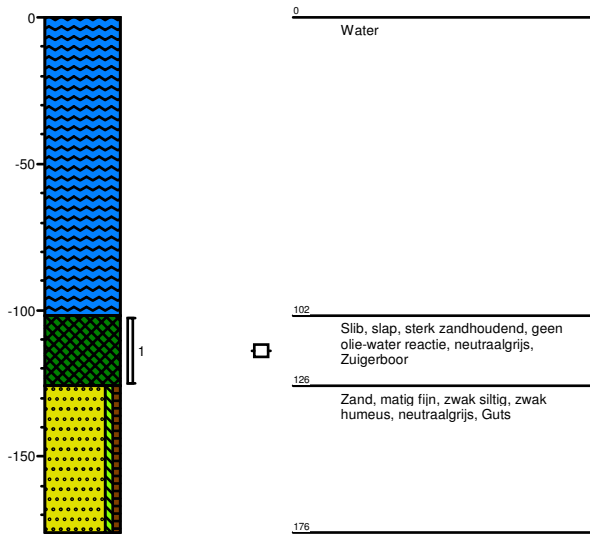 0
-50
-100
-150
1
0
Water
102
Slib, slap, sterk zandhoudend, geen
olie-water reactie, neutraalgrijs,
Zuigerboor
126
Zand, matig fijn, zwak siltig, zwak
humeus, neutraalgrijs, Guts
176